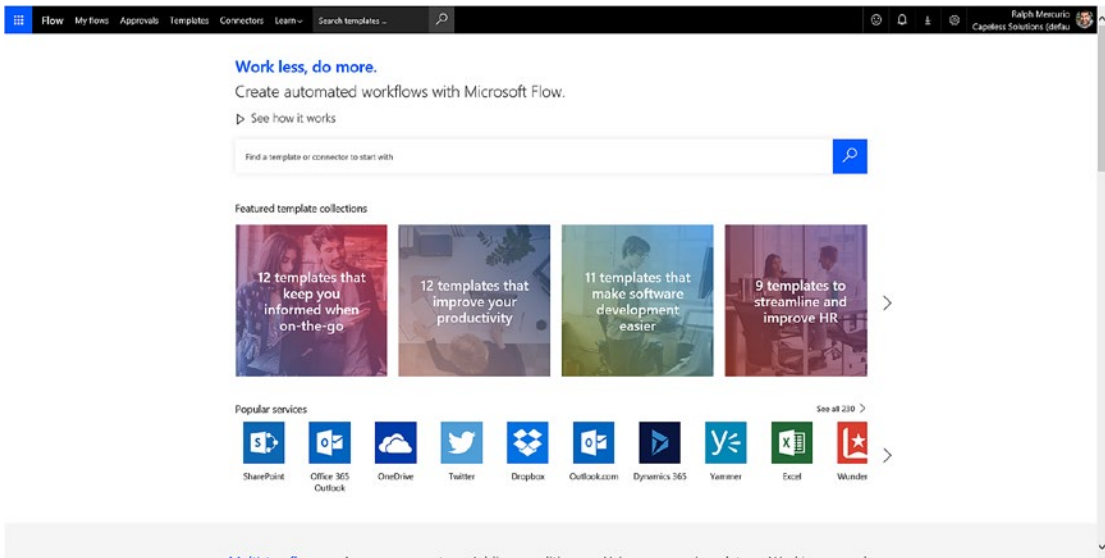 Flow My flows Approvals Templates Connectors Learn Search templates ..
Ralph Mercurio
Capeless Solutions (defau
Work less, do more.
Create automated workflows with Microsoft Flow.
See how it works
Find a template or connector to start with
Featured template collections
12 templates that
keep you
informed when
on-the-go
12 templates that
improve your
productivity
11 templates that
make software
development
easier
9 templates to
streamline and
improve HR
Popular services
See all 230
SharePoint
Office 365
Outlook
OneDrive
Twitter
Dropbox
Outlook.com
Dynamics 365
Yammer
Excel
Wunder